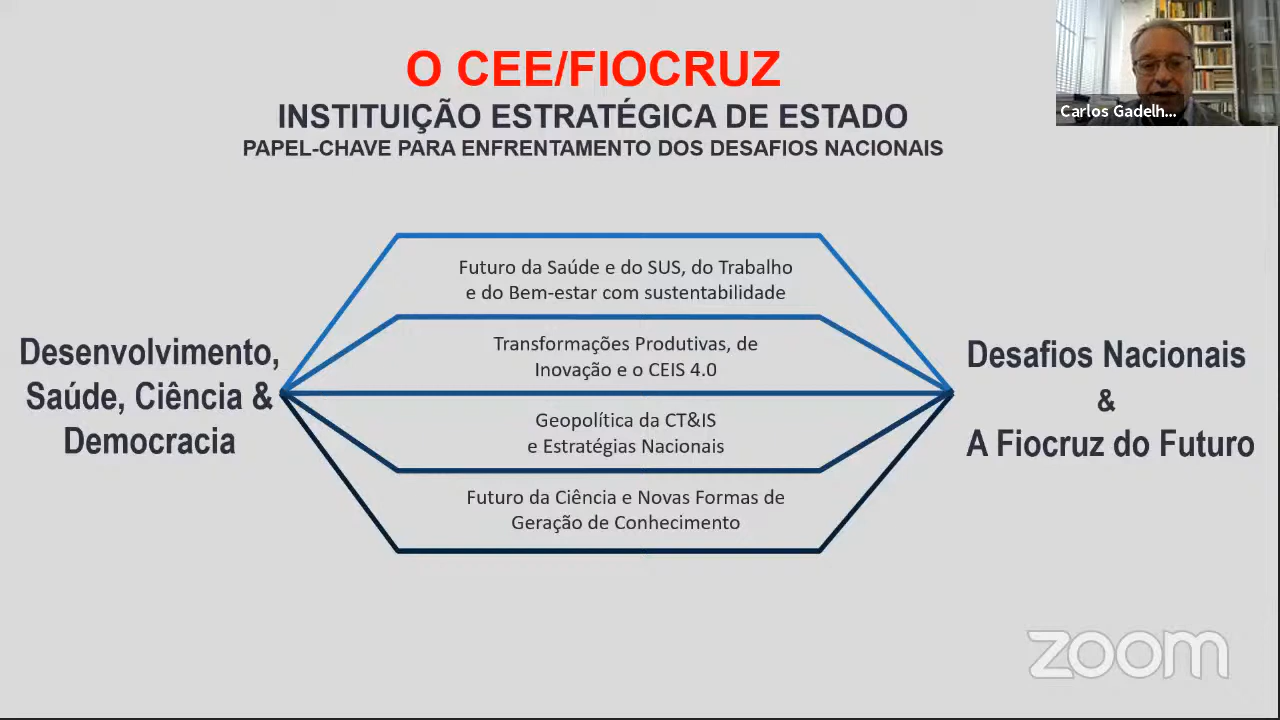 O CEE/FIOCRUZ
INSTITUIÇÃO ESTRATÉGICA DE ESTADO
PAPEL-CHAVE PARA ENFRENTAMENTO DOS DESAFIOS NACIONAIS
Carlos Gadelh...
Futuro da Saúde e do SUS, do Trabalho
e do Bem-estar com sustentabilidade
Transformações Produtivas, de
Inovação e o CEIS 4.0
Geopolítica da CT&IS
e Estratégias Nacionais
Futuro da Ciência e Novas Formas de
Geração de Conhecimento
Desenvolvimento,
Saúde, Ciência &
Democracia
Desafios Nacionais
&
A Fiocruz do Futuro
zoom